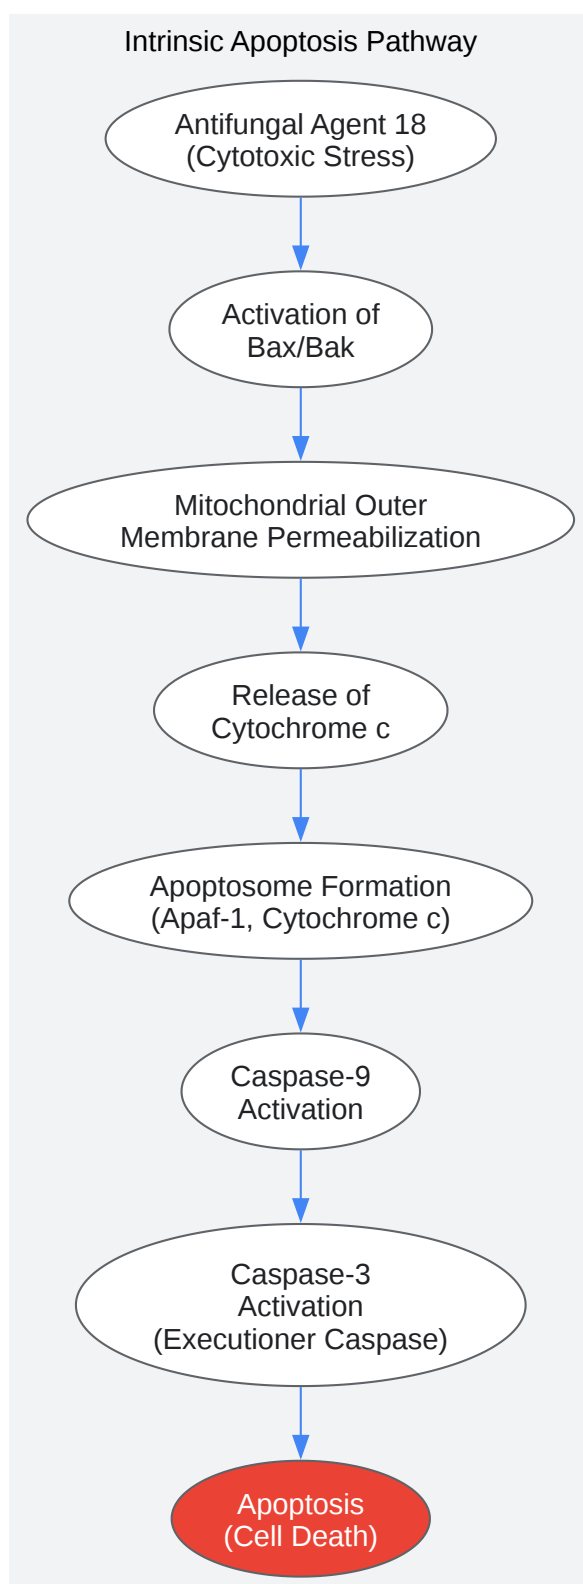 Intrinsic Apoptosis Pathway
Antifungal Agent 18
(Cytotoxic Stress)
Activation of
Bax/Bak
Mitochondrial Outer
Membrane Permeabilization
Release of
Cytochrome c
Apoptosome Formation
(Apaf-1, Cytochrome c)
Caspase-9
Activation
Caspase-3
Activation
(Executioner Caspase)
Apoptosis
(Cell Death)